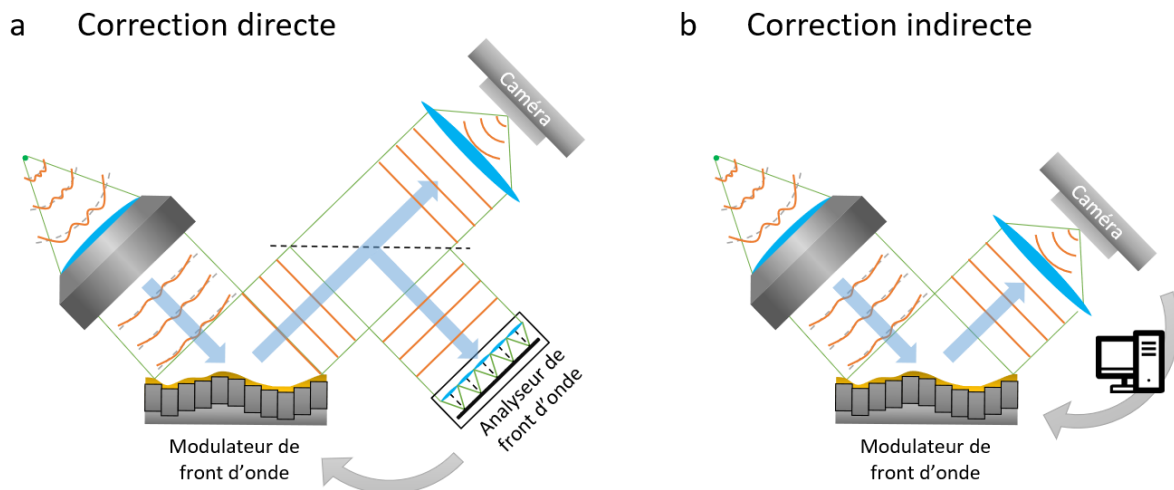 a Correction directe
Caméra
Analyseur de
front d'onde
Modulateur de
front d'onde
b Correction indirecte
Caméra
Modulateur de
front d'onde